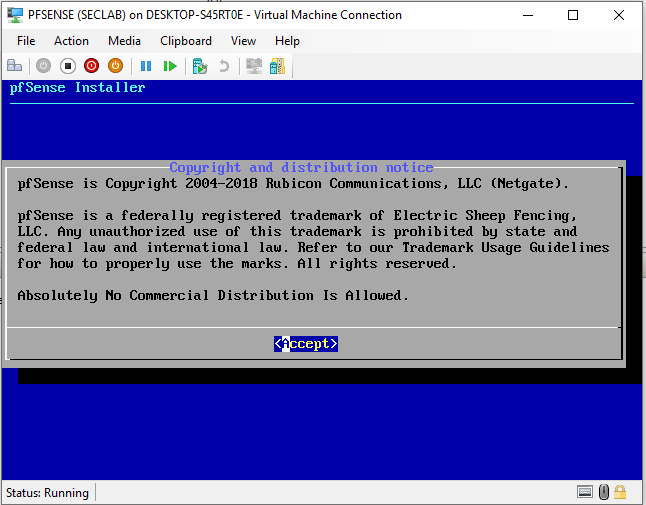 PFSENSE (SECLAB) on DESKTOP-S45RT0E - Virtual Machine Connection
File Action Media Clipboard View Help
pfSense Installer
Copyright and distribution notice
pfSense is Copyright 2004-2018 Rubicon Communications, LLC (Netgate).
pfSense is a federally registered trademark of Electric Sheep Fencing,
LLC. Any unauthorized use of this trademark is prohibited by state and
federal law and international law. Refer to our Trademark Usage Guidelines
for how to properly use the marks. All rights reserved.
Absolutely No Commercial Distribution Is Allowed.
<Accept>
Status: Running